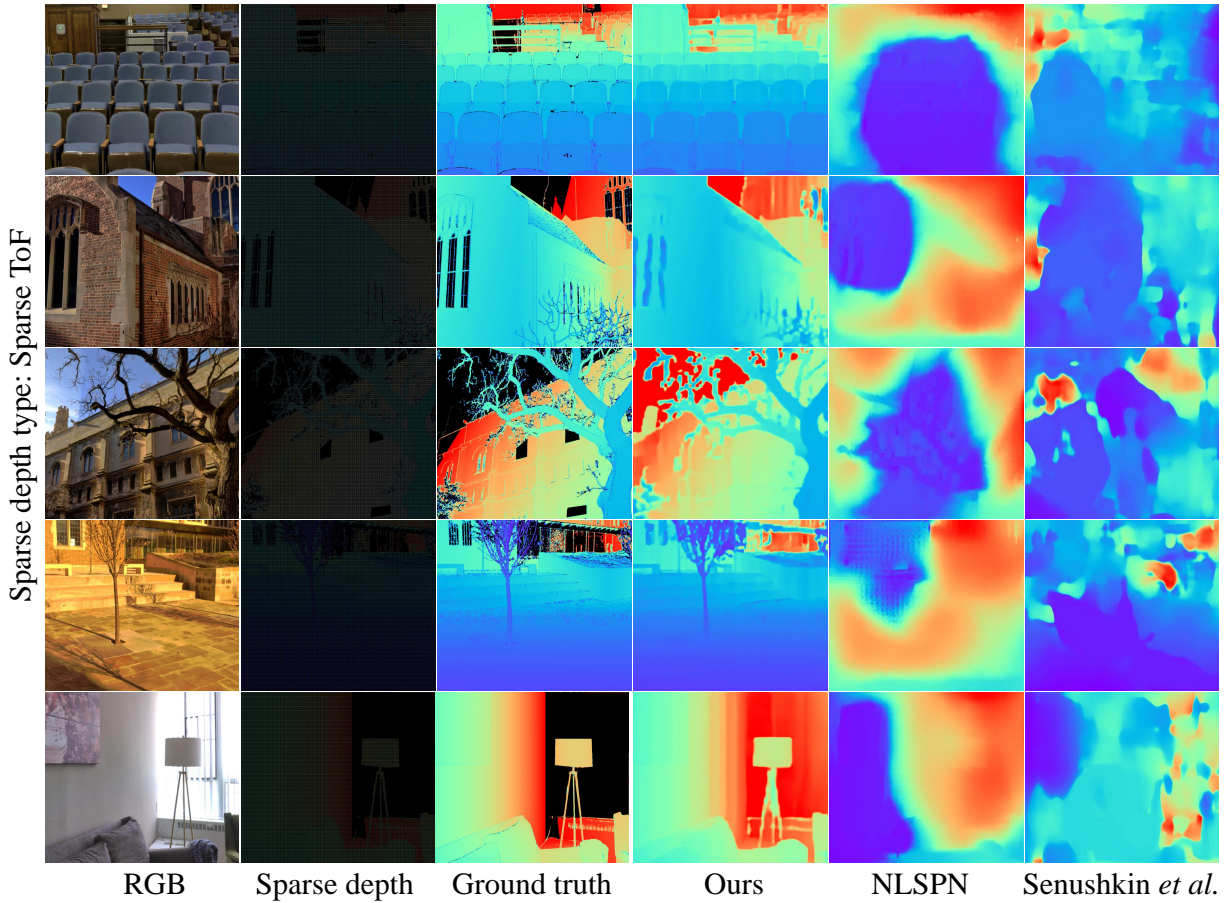 Sparse depth type: Sparse ToF
RGB
Sparse depth
Ground truth
Ours
NLSPN
Senushkin et al.